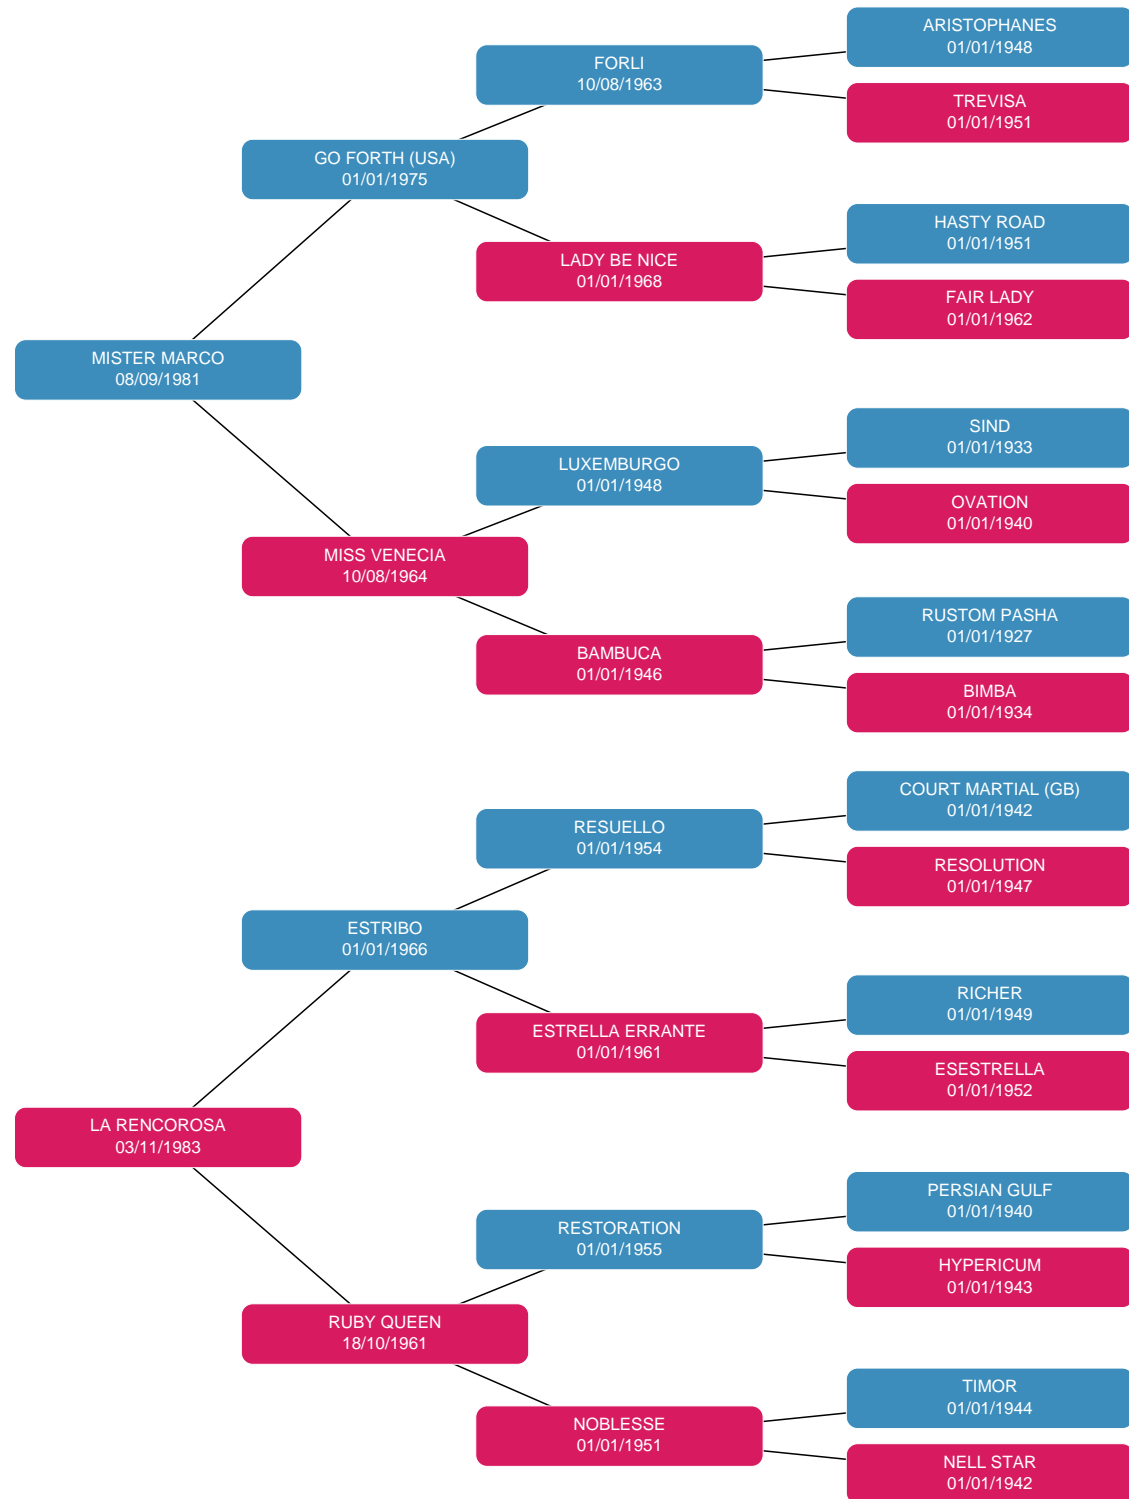 ARISTOPHANES
01/01/1948
FORLI
10/08/1963
TREVISA
01/01/1951
GO FORTH (USA)
01/01/1975
HASTY ROAD
01/01/1951
LADY BE NICE
01/01/1968
FAIR LADY
01/01/1962
MISTER MARCO
08/09/1981
SIND
01/01/1933
LUXEMBURGO
01/01/1948
OVATION
01/01/1940
MISS VENECIA
10/08/1964
RUSTOM PASHA
01/01/1927
BAMBUCA
01/01/1946
BIMBA
01/01/1934
COURT MARTIAL (GB)
01/01/1942
RESUELLO
01/01/1954
RESOLUTION
01/01/1947
ESTRIBO
01/01/1966
RICHER
01/01/1949
ESTRELLA ERRANTE
01/01/1961
ESESTRELLA
01/01/1952
LA RENCOROSA
03/11/1983
PERSIAN GULF
01/01/1940
RESTORATION
01/01/1955
HYPERICUM
01/01/1943
RUBY QUEEN
18/10/1961
TIMOR
01/01/1944
NOBLESSE
01/01/1951
NELL STAR
01/01/1942